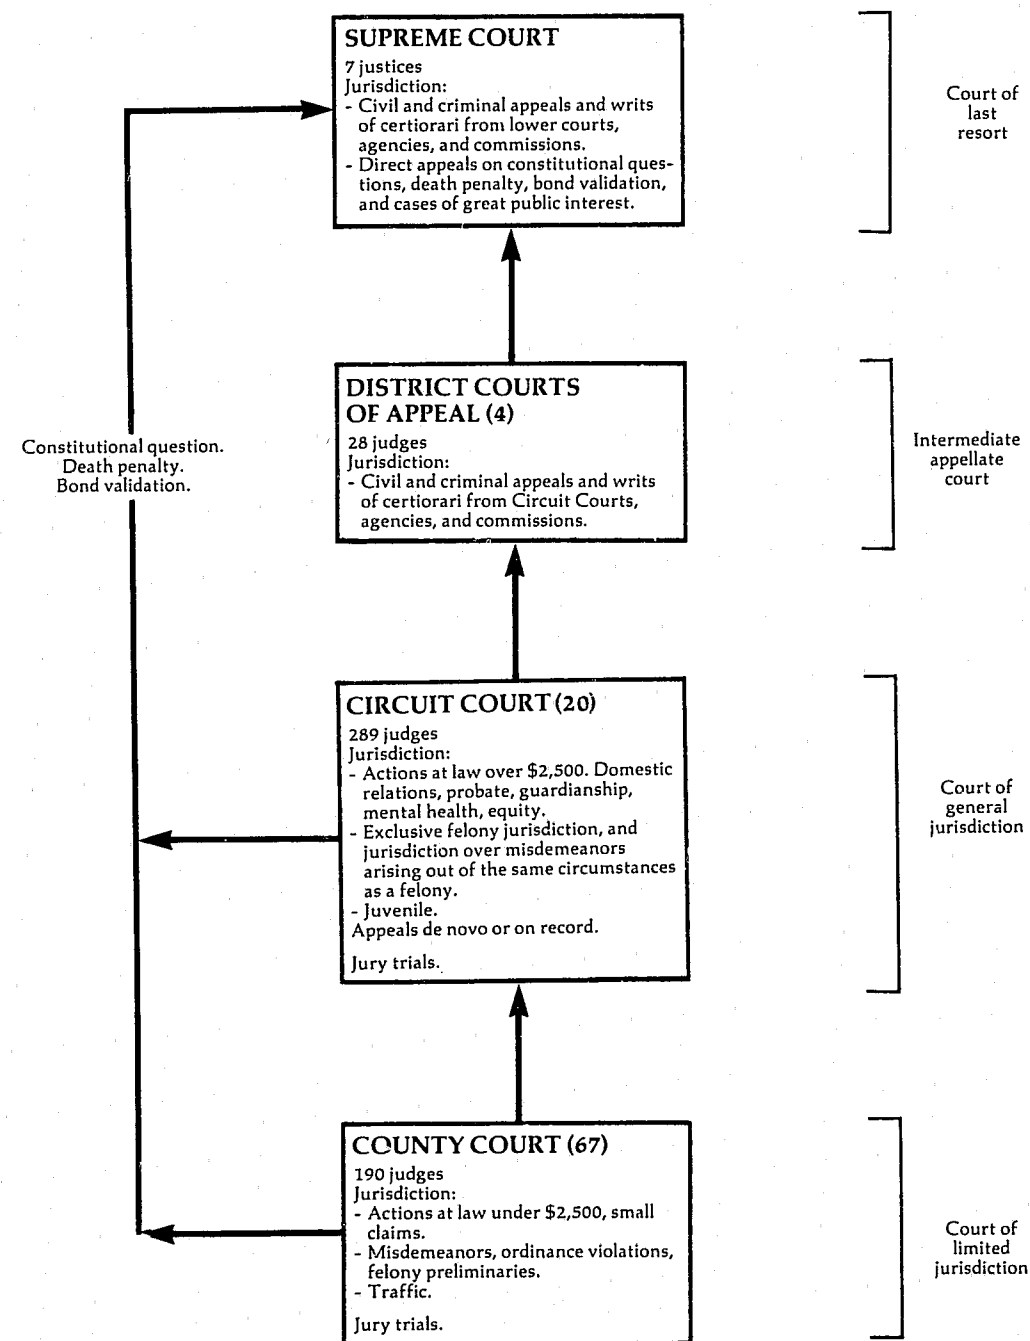 SUPREME COURT
7 justices
Jurisdiction:
- Civil and criminal appeals and writs
of certiorari from lower courts,
agencies, and commissions.
- Direct appeals on constitutional ques-
tions, death penalty, bond validation,
and cases of great public interest.
Court of
last
resort
DISTRICT COURTS
OF APPEAL (4)
28 judges
Jurisdiction:
- Civil and criminal appeals and writs
of certiorari from Circuit Courts,
agencies, and commissions.
Intermediate
appellate
court
Constitutional question.
Death penalty.
Bond validation.
CIRCUIT COURT (20)
289 judges
Jurisdiction:
- Actions at law over $2,500. Domestic
relations, probate, guardianship,
mental health, equity.
- Exclusive felony jurisdiction, and
jurisdiction over misdemeanors
arising out of the same circumstances
as a felony.
- Juvenile.
Appeals de novo or on record.
Jury trials.
Court of
general
jurisdiction
COUNTY COURT (67)
190 judges
Jurisdiction:
- Actions at law under $2,500, small
claims.
- Misdemeanors, ordinance violations,
felony preliminaries.
- Traffic.
Jury trials.
Court of
limited
jurisdiction